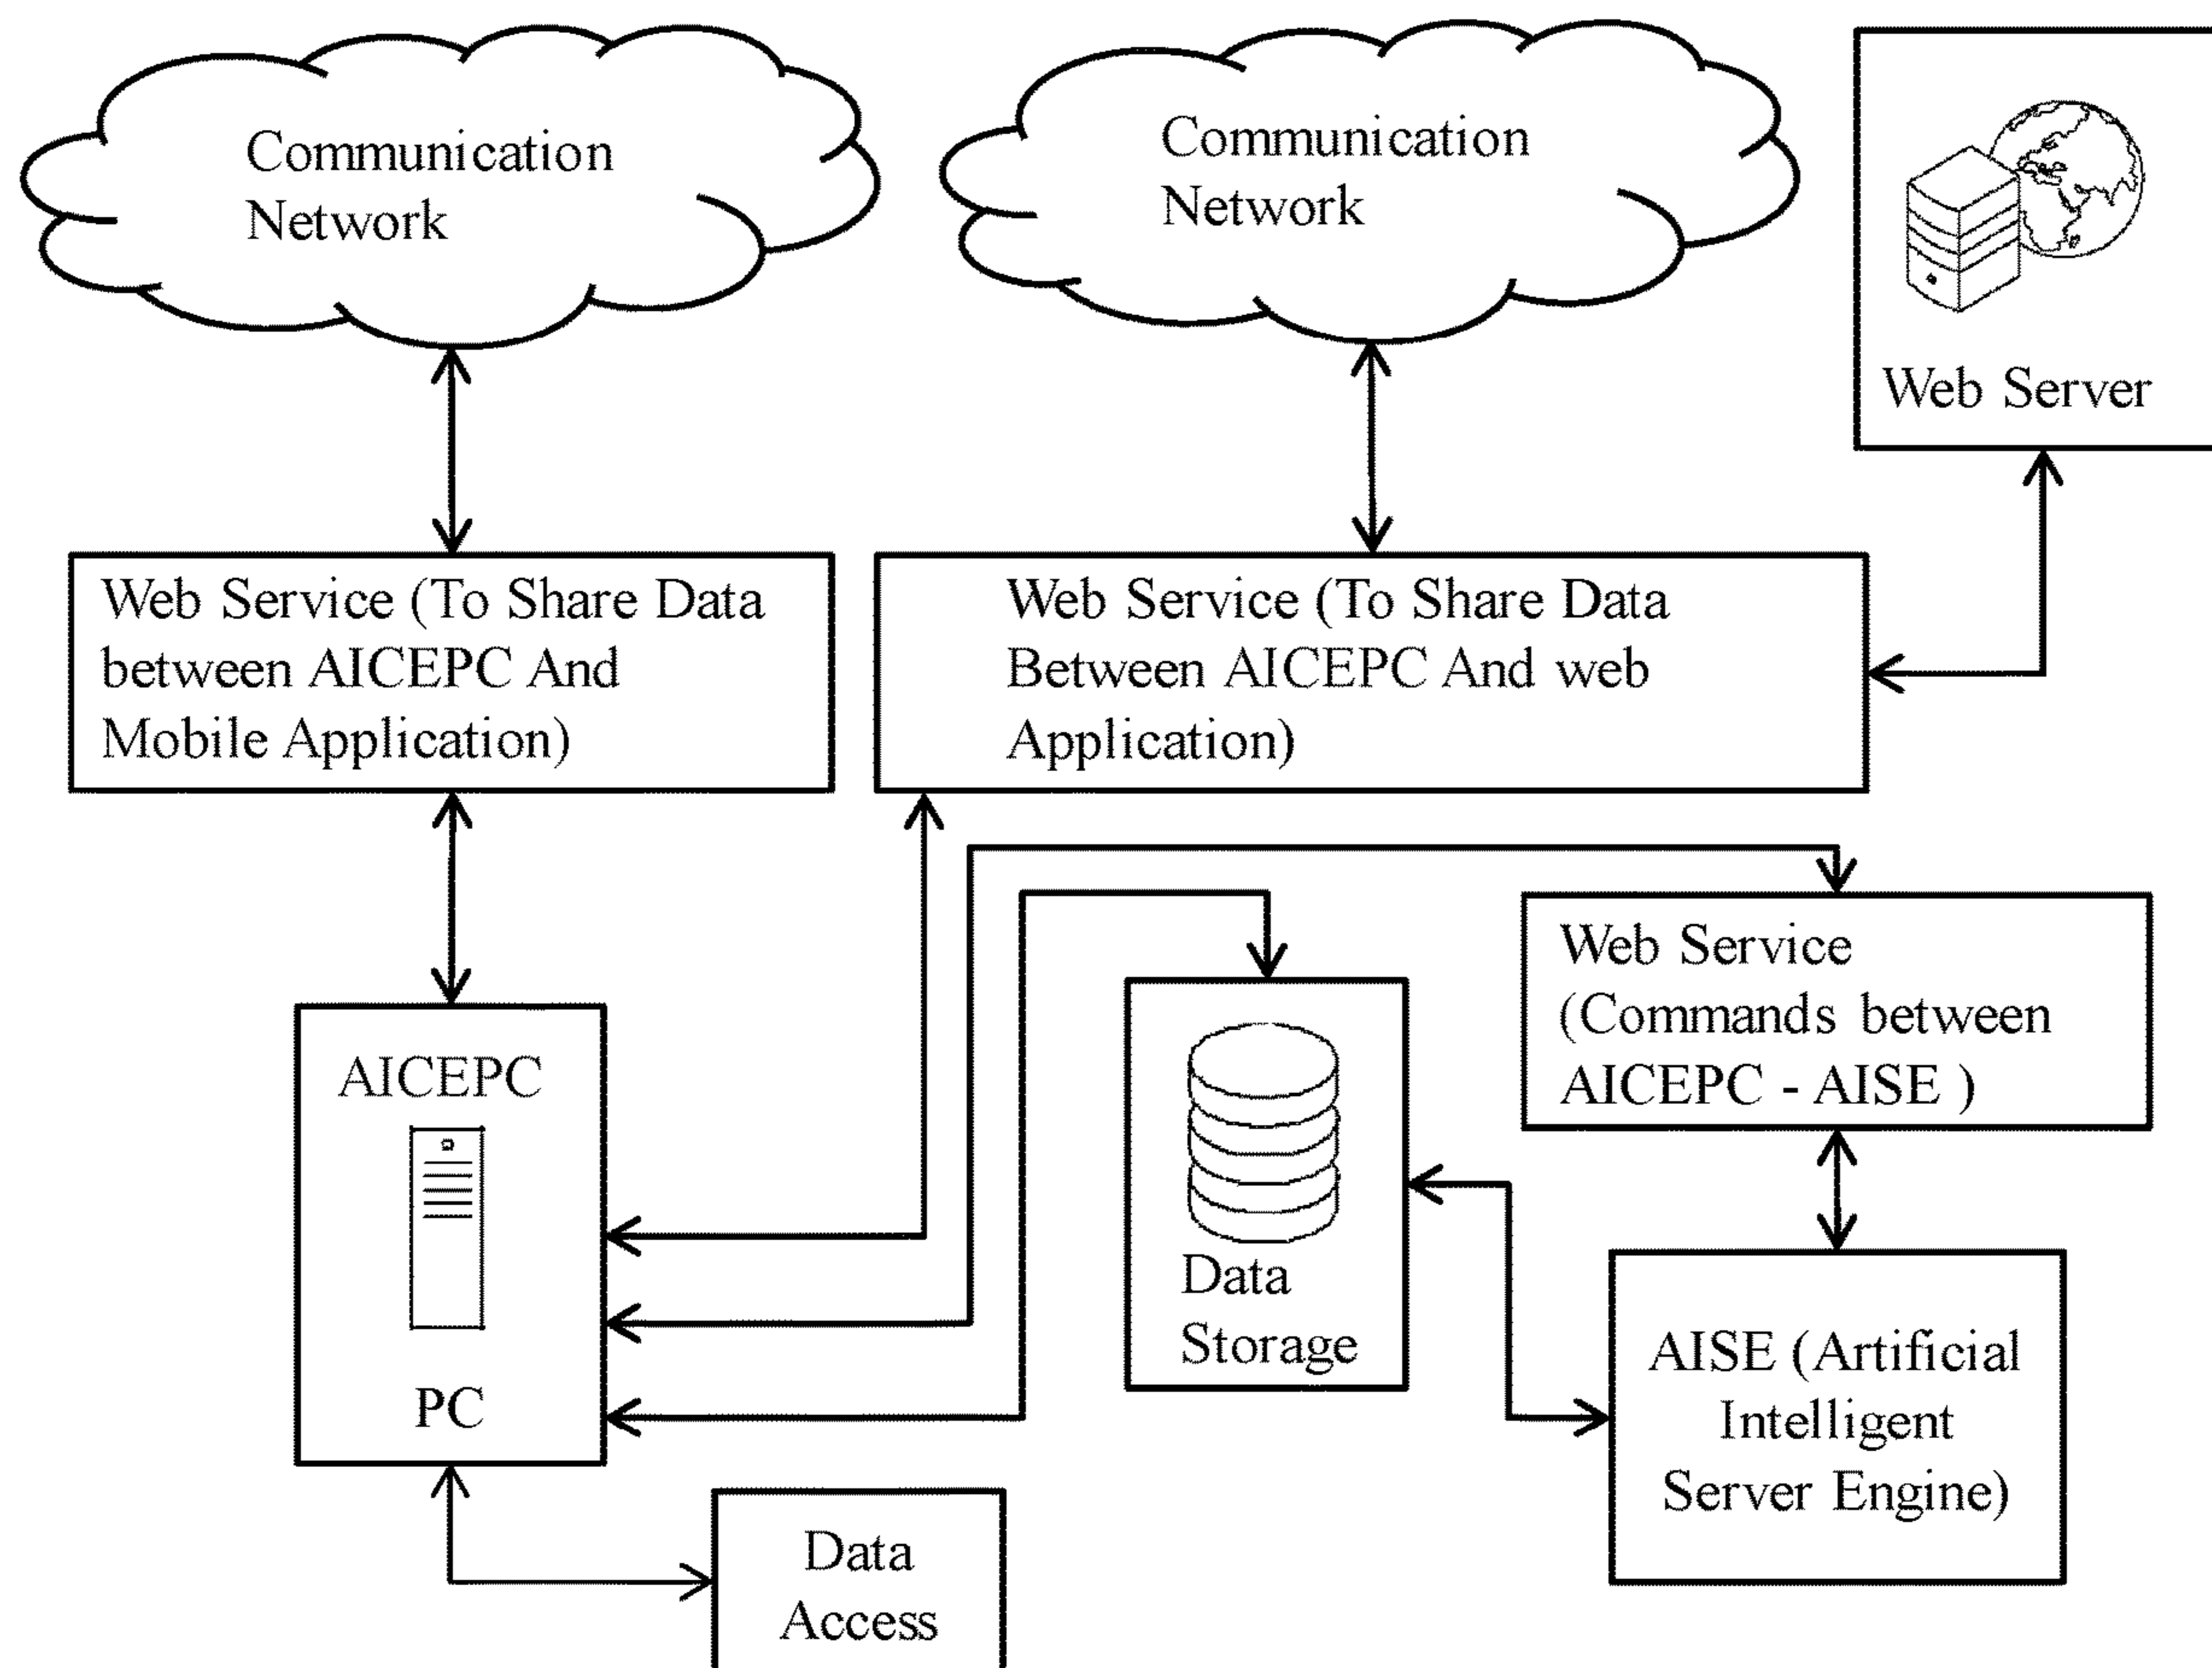 Communication
Network
Communication
Network
Web Server
Web Service (To Share Data
between AICEPC And
Mobile Application)
Web Service (To Share Data
Between AICEPC And web
Application)
Web Service
(Commands between
AICEPC - AISE )
AICEPC
PC
Data
Storage
AISE (Artificial
Intelligent
Server Engine)
Data
Access